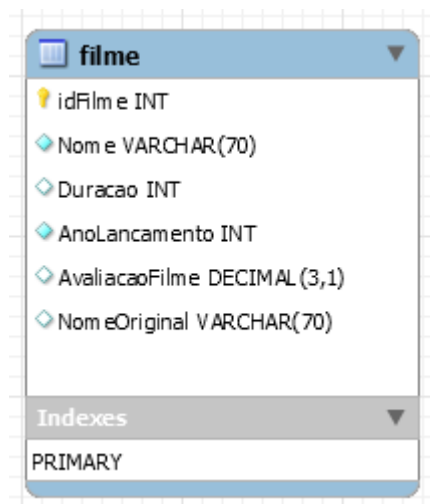 filme
idFilme INT
Nome VARCHAR(70)
Duracao INT
AnoLancamento INT
AvaliacaoFilme DECIMAL(3,1)
NomeOriginal VARCHAR(70)
Indexes
PRIMARY